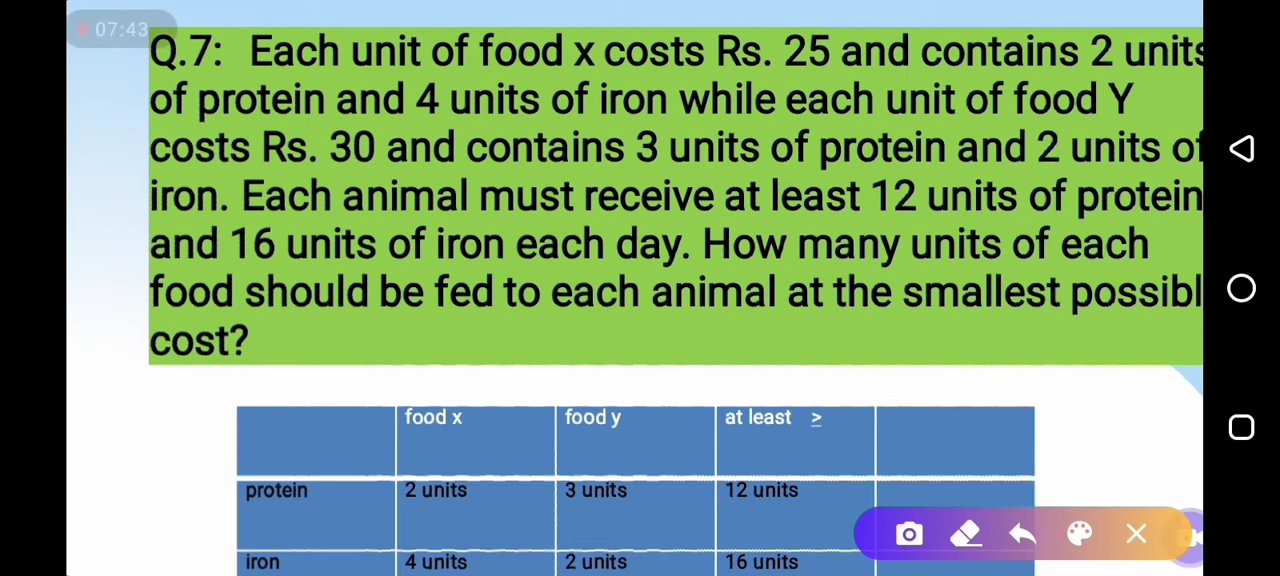 07:43
Q.7: Each unit of food x costs Rs. 25 and contains 2 units
of protein and 4 units of iron while each unit of food Y
costs Rs. 30 and contains 3 units of protein and 2 units of
iron. Each animal must receive at least 12 units of protein
and 16 units of iron each day. How many units of each
food should be fed to each animal at the smallest possibl
cost?
food x food y at least ≥
protein 2 units 3 units 12 units
iron 4 units 2 units 16 units